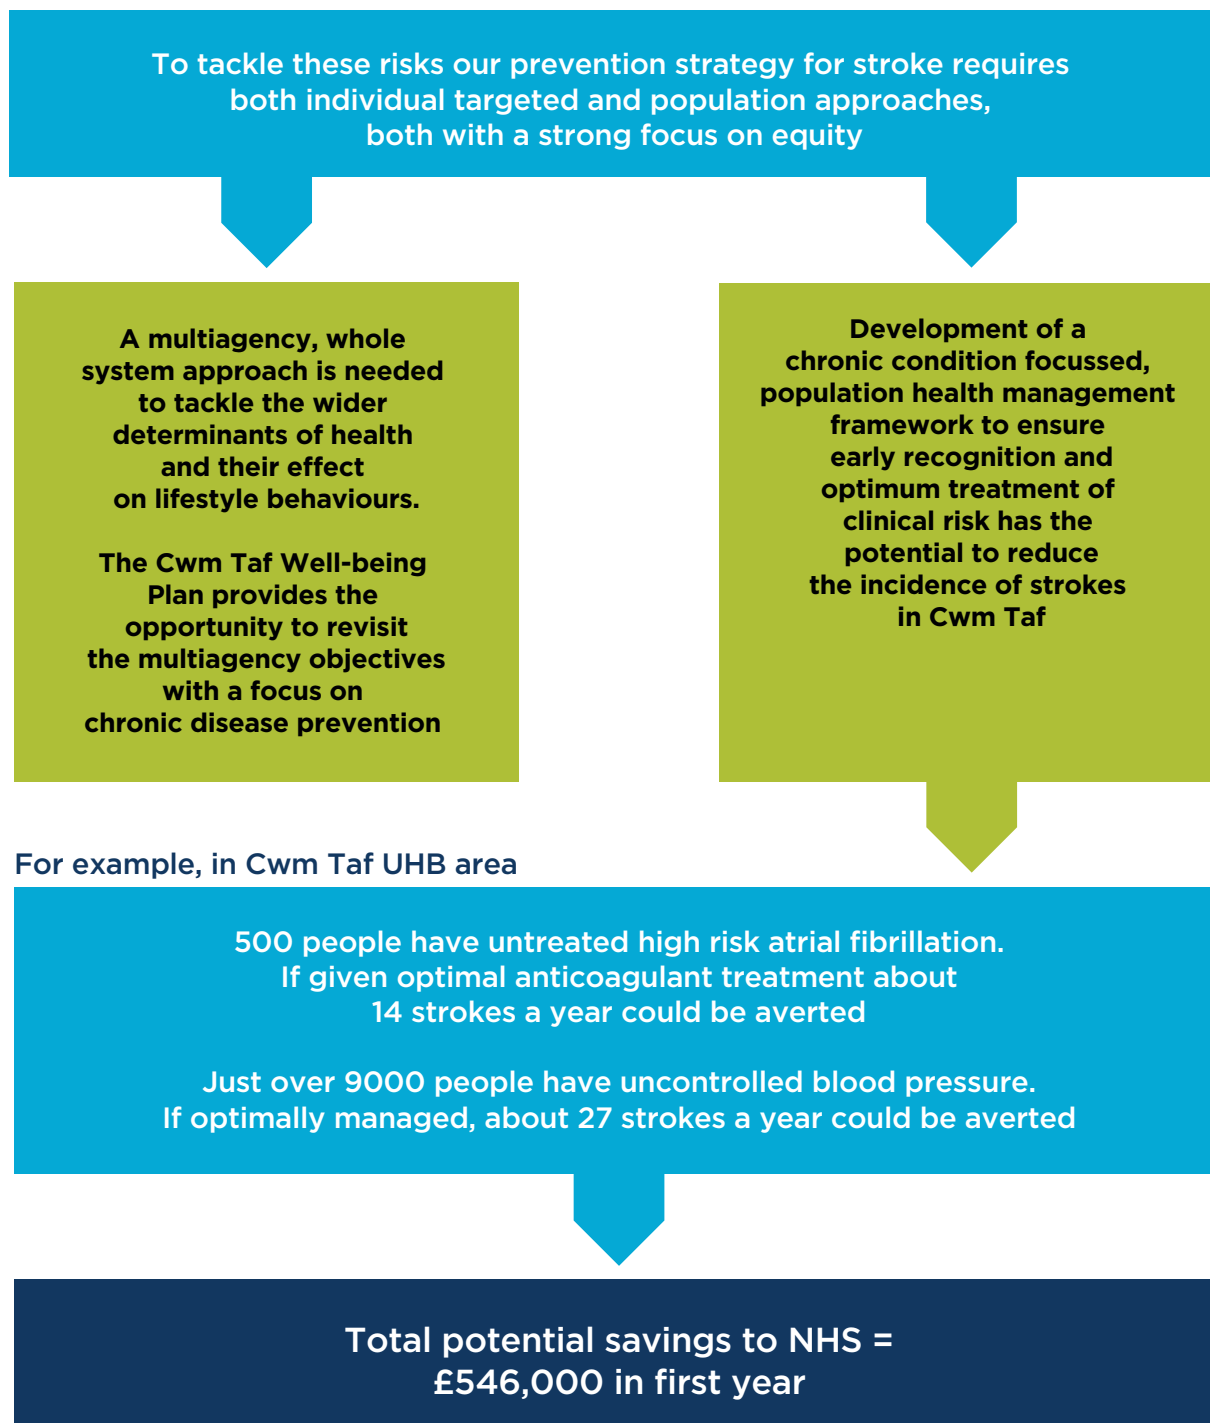 To tackle these risks our prevention strategy for stroke requires
both individual targeted and population approaches,
both with a strong focus on equity
A multiagency, whole
system approach is needed
to tackle the wider
determinants of health
and their effect
on lifestyle behaviours.
The Cwm Taf Well-being
Plan provides the
opportunity to revisit
the multiagency objectives
with a focus on
chronic disease prevention
Development of a
chronic condition focussed,
population health management
framework to ensure
early recognition and
optimum treatment of
clinical risk has the
potential to reduce
the incidence of strokes
in Cwm Taf
For example, in Cwm Taf UHB area
500 people have untreated high risk atrial fibrillation.
If given optimal anticoagulant treatment about
14 strokes a year could be averted
Just over 9000 people have uncontrolled blood pressure.
If optimally managed, about 27 strokes a year could be averted
Total potential savings to NHS =
£546,000 in first year